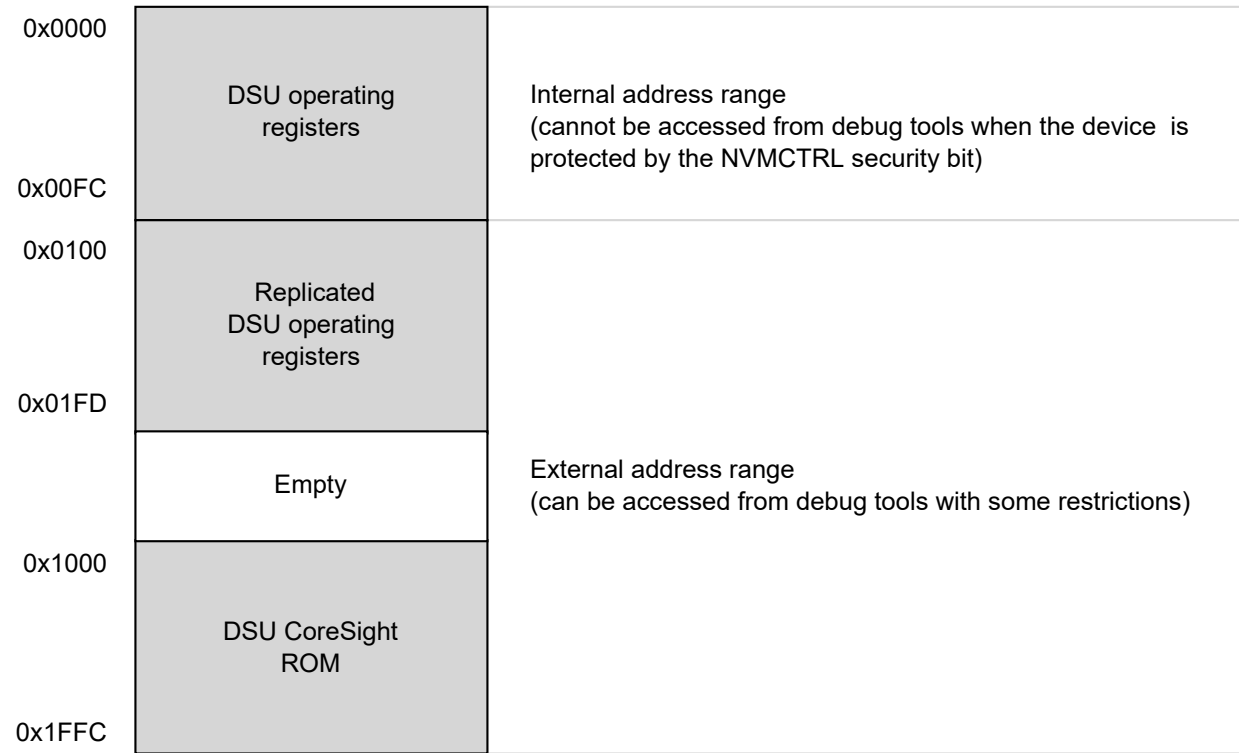 0x0000
DSU operating
registers
Internal address range
(cannot be accessed from debug tools when the device is
protected by the NVMCTRL security bit)
0x00FC
0x0100
Replicated
DSU operating
registers
0x01FD
Empty
External address range
(can be accessed from debug tools with some restrictions)
0x1000
DSU CoreSight
ROM
0x1FFC